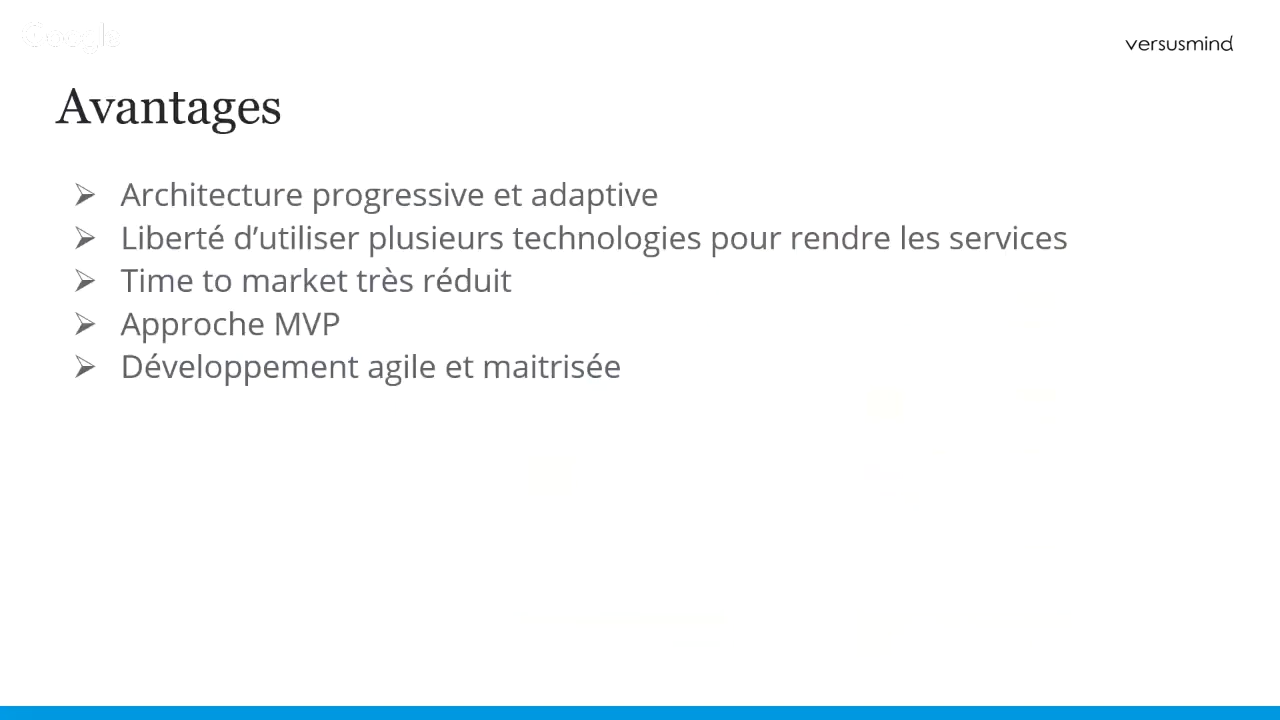 Google
versusmind
Avantages
➢ Architecture progressive et adaptive
➢ Liberté d’utiliser plusieurs technologies pour rendre les services
➢ Time to market très réduit
➢ Approche MVP
➢ Développement agile et maitrisée